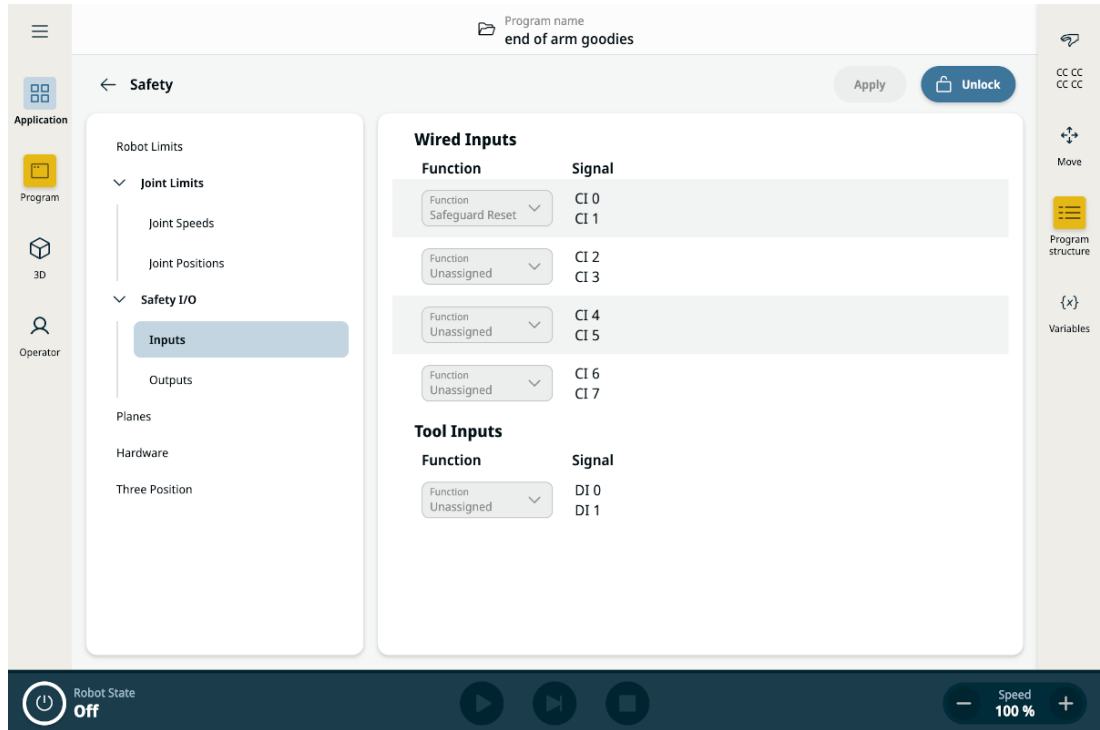 Program name
end of arm goodies
Application
Program
3D
Operator
Safety
Apply
Unlock
Robot Limits
Joint Limits
Joint Speeds
Joint Positions
Safety I/O
Inputs
Outputs
Planes
Hardware
Three Position
Wired Inputs
Function Signal
Function
Safeguard Reset
CI 0
CI 1
Function
Unassigned
CI 2
CI 3
Function
Unassigned
CI 4
CI 5
Function
Unassigned
CI 6
CI 7
Tool Inputs
Function Signal
Function
Unassigned
DI 0
DI 1
CC CC
CC CC
Move
Program
structure
{x}
Variables
Robot State
Off
Speed
100 %